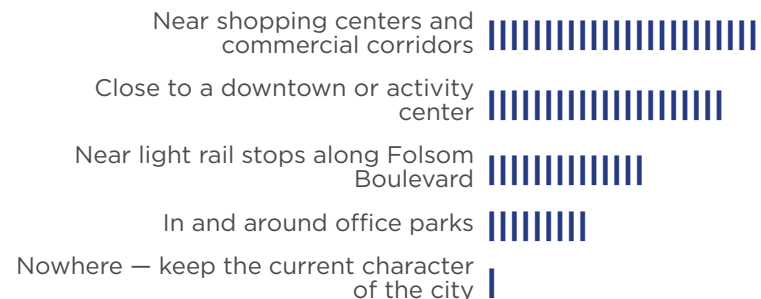 Near shopping centers and
commercial corridors
Close to a downtown or activity
center
Near light rail stops along Folsom
Boulevard
In and around office parks
Nowhere — keep the current character
of the city